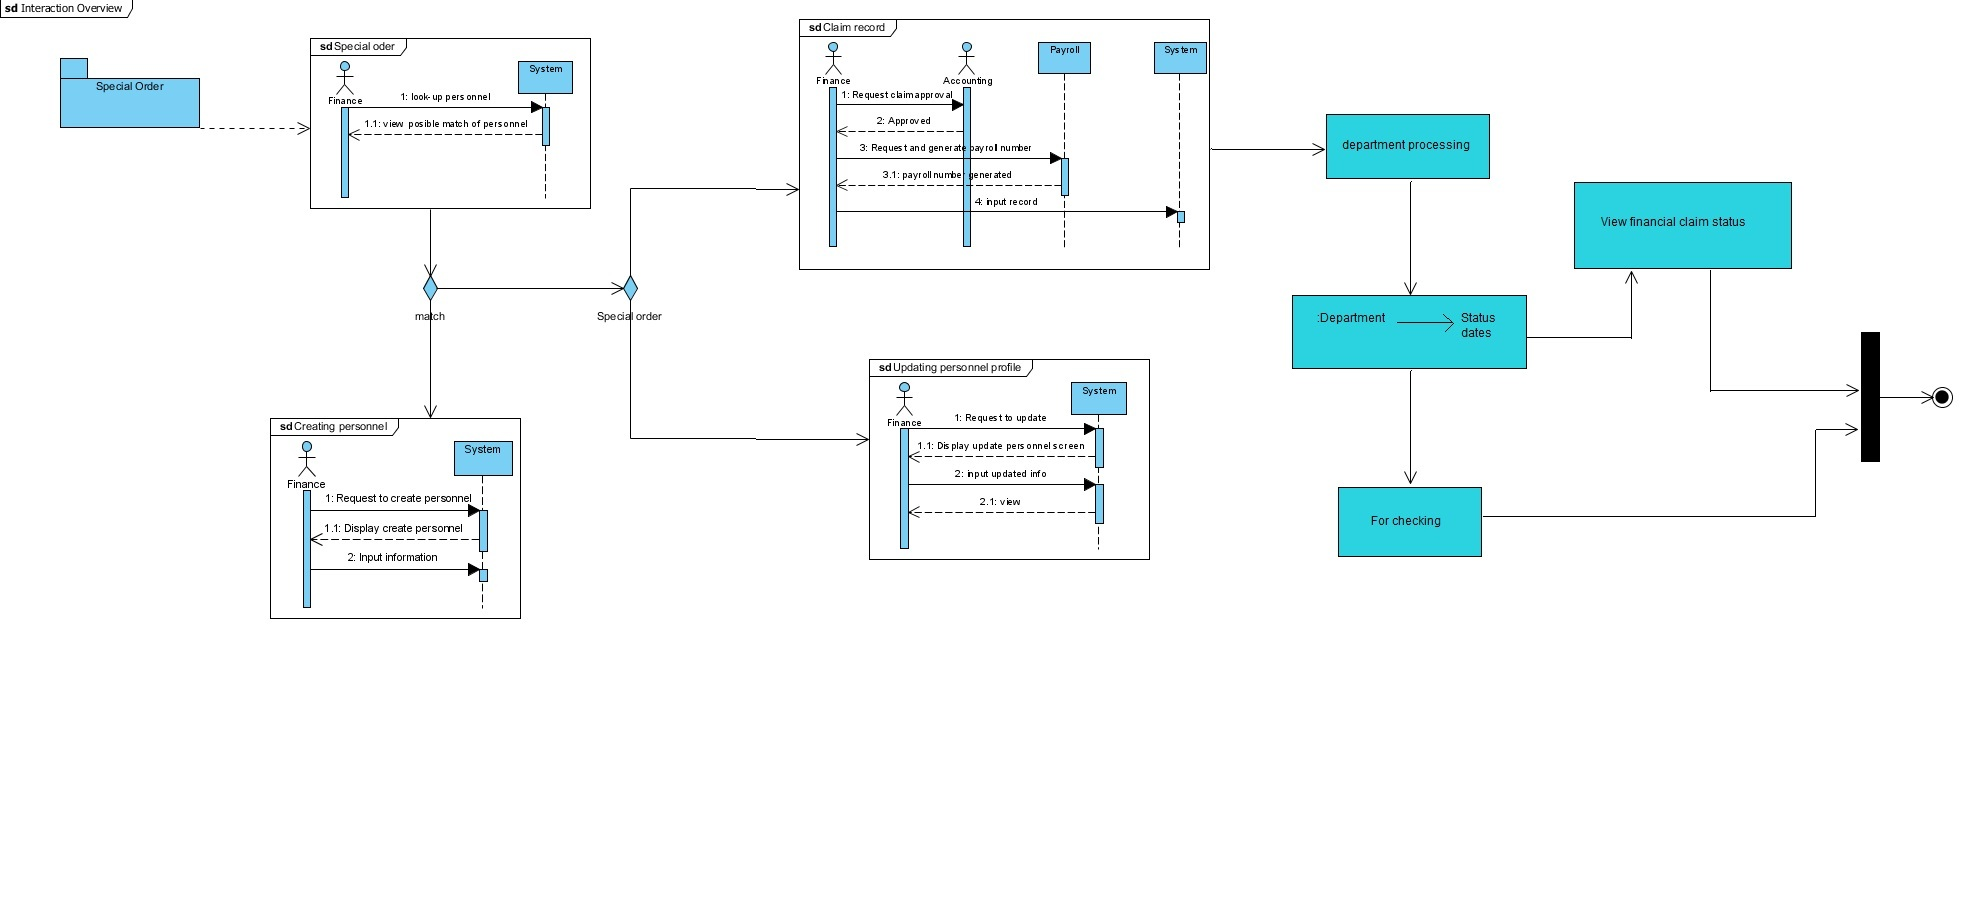 sd Interaction Overview
Special Order
sd Special oder
Finance
System
1: look-up personnel
1.1: view posible match of personnel
match
Special order
sd Creating personnel
Finance
System
1: Request to create personnel
1.1: Display create personnel
2: Input information
sd Claim record
Finance
Accounting
Payroll
System
1: Request claim approval
2: Approved
3: Request and generate payroll number
3.1: payroll number generated
4: input record
sd Updating personnel profile
Finance
System
1: Request to update
1.1: Display update personnel screen
2: input updated info
2.1: view
department processing
:Department
Status
dates
View financial claim status
For checking